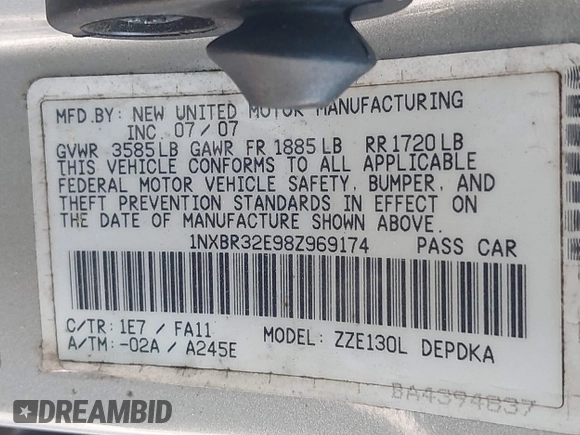 MFD.BY: NEW UNITED MOTOR MANUFACTURING
INC. 07/07
GVWR 3585LB GAWR FR 1885LB RR1720LB
THIS VEHICLE CONFORMS TO ALL APPLICABLE
FEDERAL MOTOR VEHICLE SAFETY, BUMPER, AND
THEFT PREVENTION STANDARDS IN EFFECT ON
THE DATE OF MANUFACTURE SHOWN ABOVE.
1NXBR32E98Z969174 PASS CAR
C/TR: 1E7 / FA11
A/TM: -02A / A245E
MODEL: ZZE130L DEPDKA
BA4394837
DREAMBID